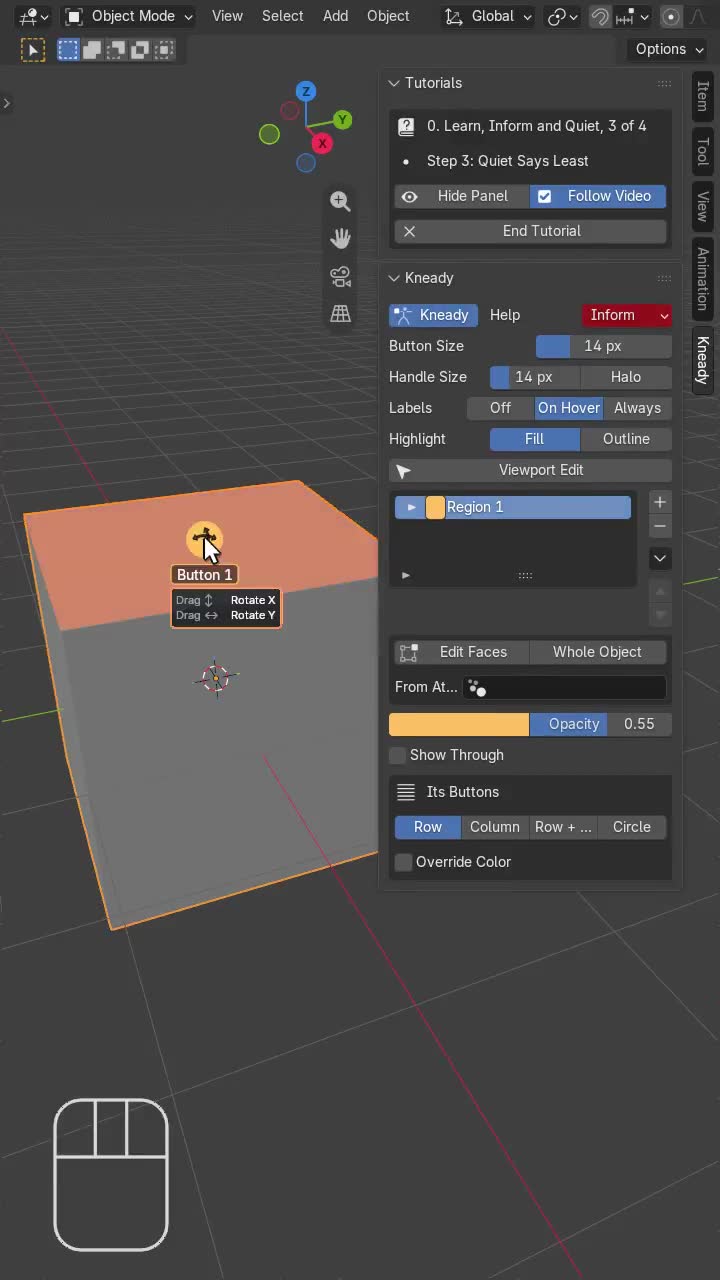 Object Mode View Select Add Object Global
Options
Tutorials
0. Learn, Inform and Quiet, 3 of 4
Step 3: Quiet Says Least
Hide Panel Follow Video
End Tutorial
Item
Tool
View
Animation
Kneady
Z
Y
X
Kneady
Kneady Help Inform
Button Size 14 px
Handle Size 14 px Halo
Labels Off On Hover Always
Highlight Fill Outline
Viewport Edit
Region 1
Button 1
Drag ↕ Rotate X
Drag ↔ Rotate Y
Edit Faces Whole Object
From At...
Opacity 0.55
Show Through
Its Buttons
Row Column Row + ... Circle
Override Color